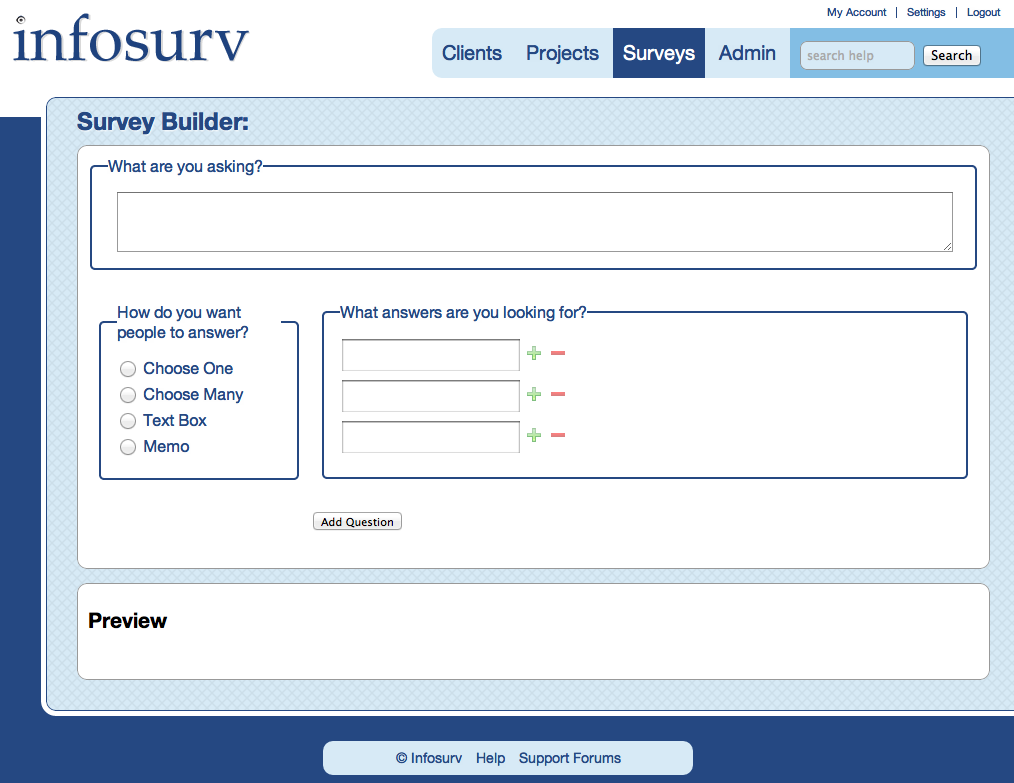 My Account | Settings | Logout
infosurv
Clients Projects Surveys Admin search help Search
Survey Builder:
What are you asking?
How do you want
people to answer?
Choose One
Choose Many
Text Box
Memo
What answers are you looking for?
Add Question
Preview
© Infosurv Help Support Forums